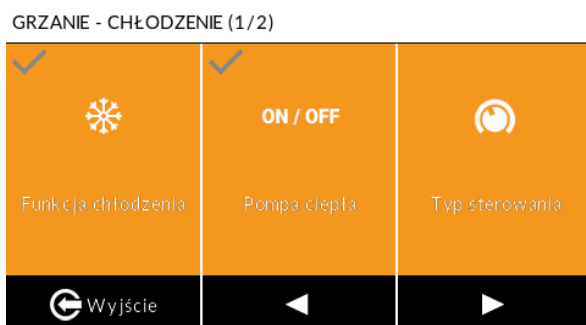 GRZANIE - CHŁODZENIE (1/2)
ON / OFF
Funkcja chłodzenia Pompa ciepła Typ sterowania
Wyjście